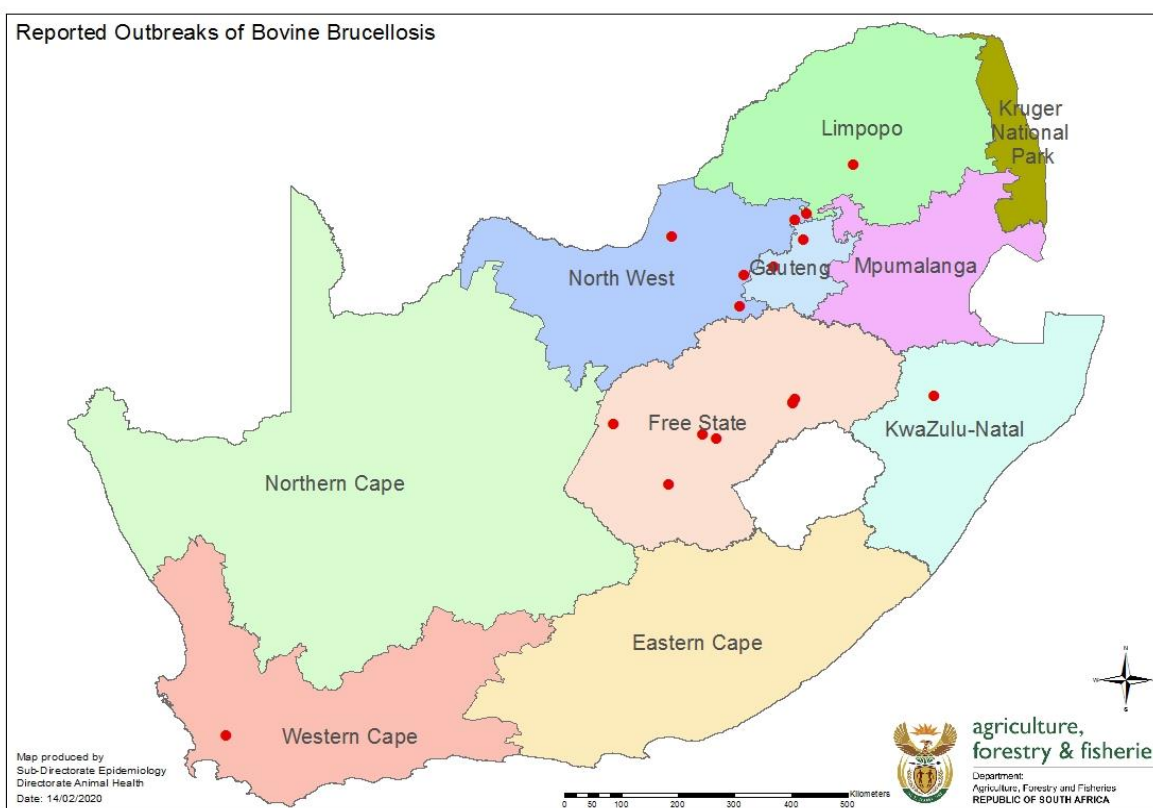 Reported Outbreaks of Bovine Brucellosis
Kruger
National
Park
Limpopo
North West
Gauteng
Mpumalanga
Free State
KwaZulu-Natal
Northern Cape
Eastern Cape
Western Cape
N
W
E
S
Map produced by
Sub-Directorate Epidemiology
Directorate Animal Health
Date: 14/02/2020
Kilometers
0 50 100 200 300 400 500
agriculture,
forestry & fisherie
Department:
Agriculture, Forestry and Fisheries
REPUBLIC OF SOUTH AFRICA